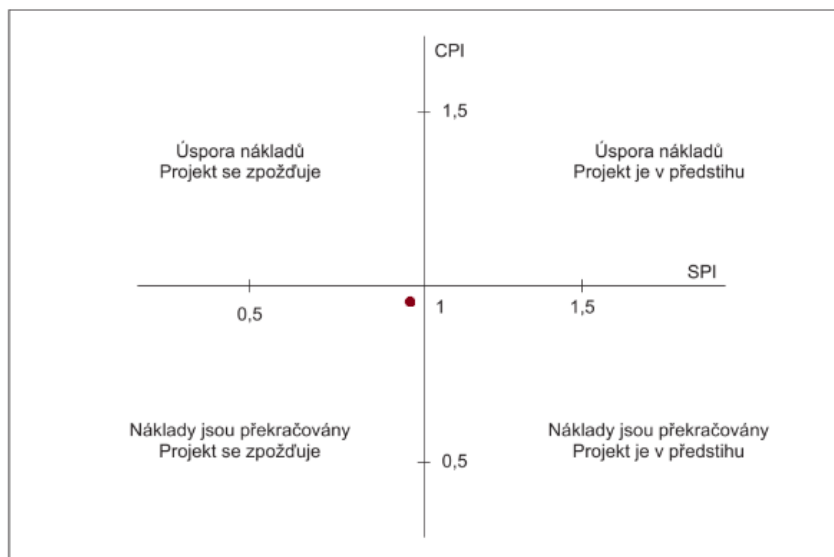 CPI
1,5
Úspora nákladů
Projekt se zpožďuje
Úspora nákladů
Projekt je v předstihu
SPI
0,5
1
1,5
Náklady jsou překračovány
Projekt se zpožďuje
Náklady jsou překračovány
Projekt je v předstihu
0,5